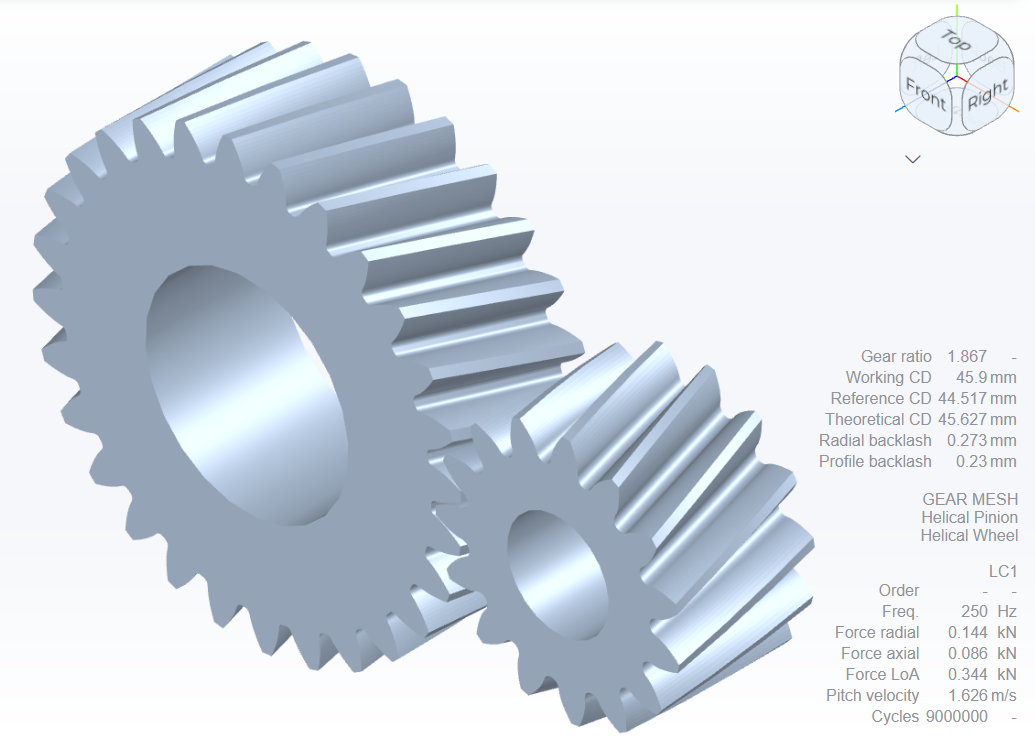 Top
Front
Right
Gear ratio 1.867 -
Working CD 45.9 mm
Reference CD 44.517 mm
Theoretical CD 45.627 mm
Radial backlash 0.273 mm
Profile backlash 0.23 mm
GEAR MESH
Helical Pinion
Helical Wheel
LC1
Order - -
Freq. 250 Hz
Force radial 0.144 kN
Force axial 0.086 kN
Force LoA 0.344 kN
Pitch velocity 1.626 m/s
Cycles 9000000 -